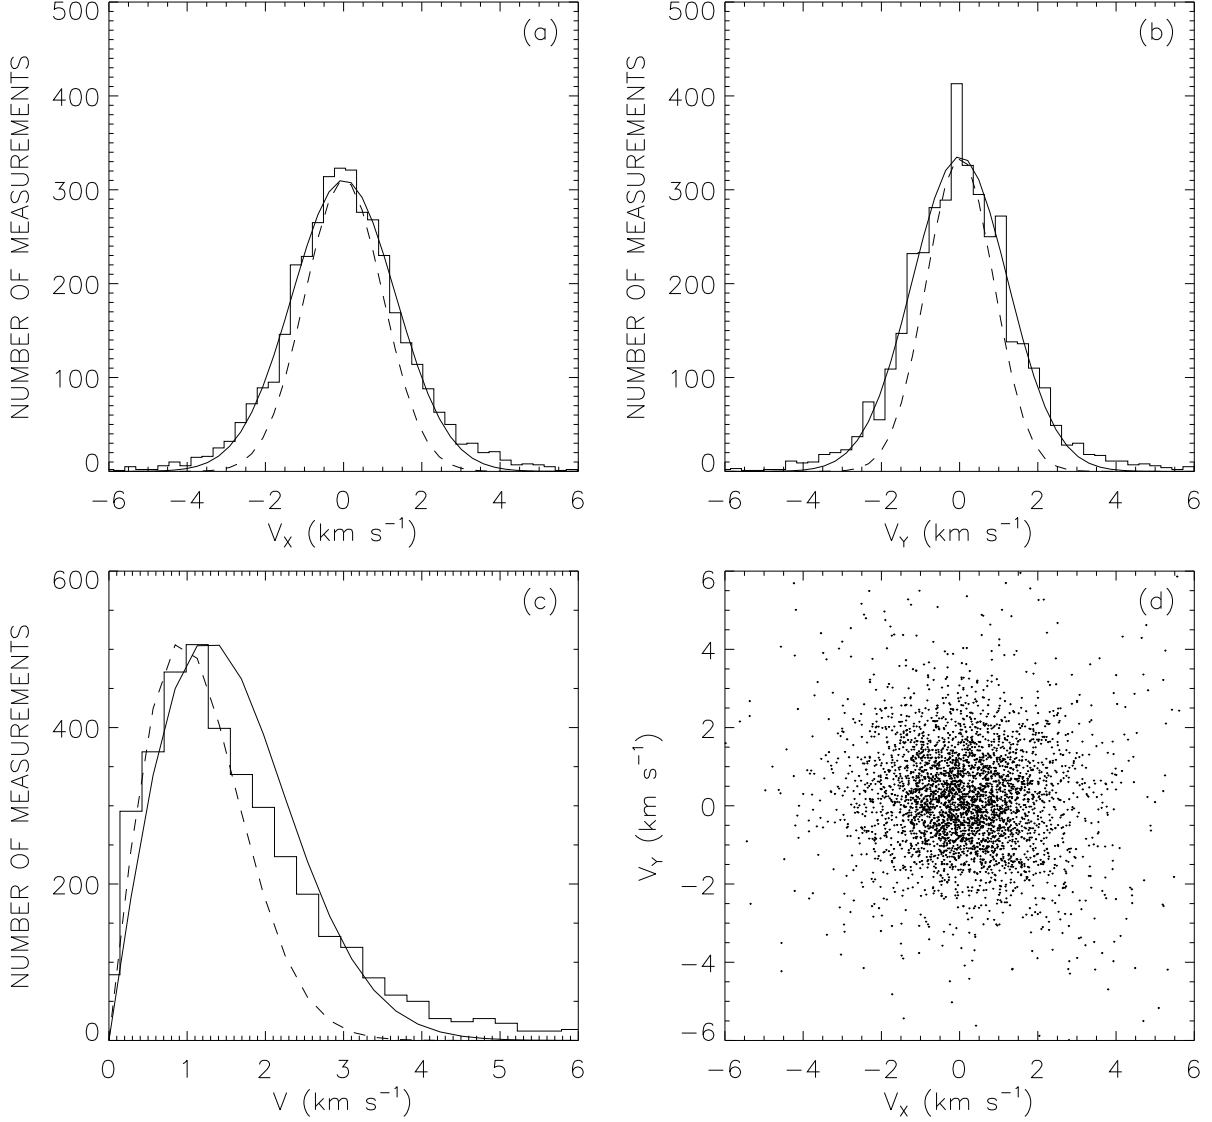 (a)
NUMBER OF MEASUREMENTS
500
400
300
200
100
0
−6 −4 −2 0 2 4 6
V_X (km s⁻¹)
(b)
NUMBER OF MEASUREMENTS
500
400
300
200
100
0
−6 −4 −2 0 2 4 6
V_Y (km s⁻¹)
(c)
NUMBER OF MEASUREMENTS
600
400
200
0
0 1 2 3 4 5 6
V (km s⁻¹)
(d)
V_Y (km s⁻¹)
6
4
2
0
−2
−4
−6
−6 −4 −2 0 2 4 6
V_X (km s⁻¹)